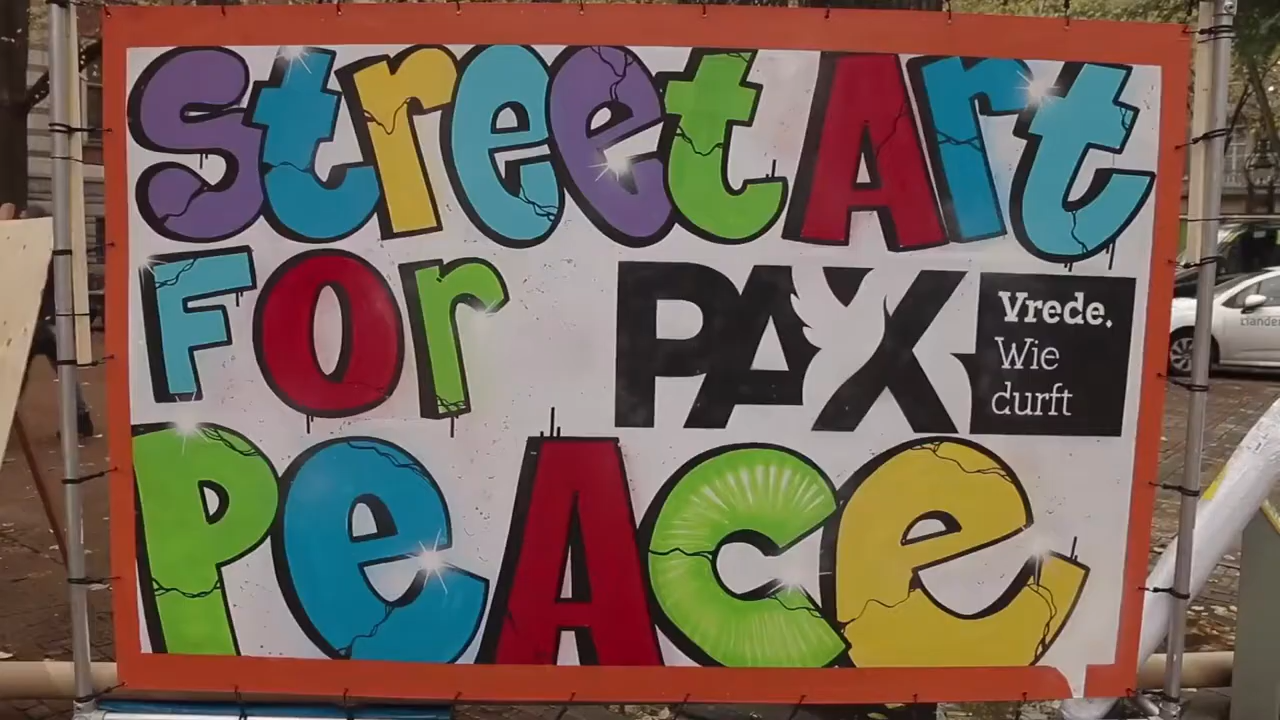 Street Art
For
PAX
Vrede.
Wie
durft
PeAce